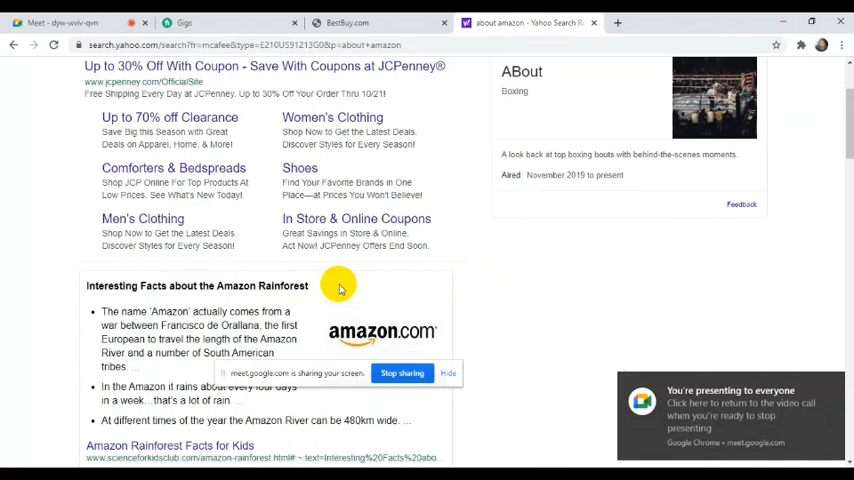 Meet - dyw-wviv-qvn
Gigs
BestBuy.com
about amazon - Yahoo Search Re
search.yahoo.com/search?fr=mcafee&type=E210US91213G0&p=about+amazon
Up to 30% Off With Coupon - Save With Coupons at JCPenney®
www.jcpenney.com/OfficialSite
Free Shipping Every Day at JCPenney. Up to 30% Off Your Order Thru 10/21!
Up to 70% off Clearance
Save Big this Season with Great
Deals on Apparel, Home, & More!
Women's Clothing
Shop Now to Get the Latest Deals.
Discover Styles for Every Season!
Comforters & Bedspreads
Shop JCP Online For Top Products At
Low Prices. See What's New Today!
Shoes
Find Your Favorite Brands in One
Place—at Prices You Won't Believe!
Men's Clothing
Shop Now to Get the Latest Deals.
Discover Styles for Every Season!
In Store & Online Coupons
Great Savings in Store & Online.
Act Now! JCPenney Offers End Soon.
Interesting Facts about the Amazon Rainforest
The name 'Amazon' actually comes from a
war between Francisco de Orallana, the first
European to travel the length of the Amazon
River and a number of South American
tribes. ...
In the Amazon it rains about every four days
in a week...that's a lot of rain. ...
At different times of the year the Amazon River can be 480km wide. ...
amazon.com
Amazon Rainforest Facts for Kids
www.scienceforkidsclub.com/amazon-rainforest.html#:~:text=Interesting%20Facts%20abo...
meet.google.com is sharing your screen.
Stop sharing
Hide
ABout
Boxing
A look back at top boxing bouts with behind-the-scenes moments.
Aired November 2019 to present
Feedback
You're presenting to everyone
Click here to return to the video call
when you're ready to stop
presenting
Google Chrome • meet.google.com